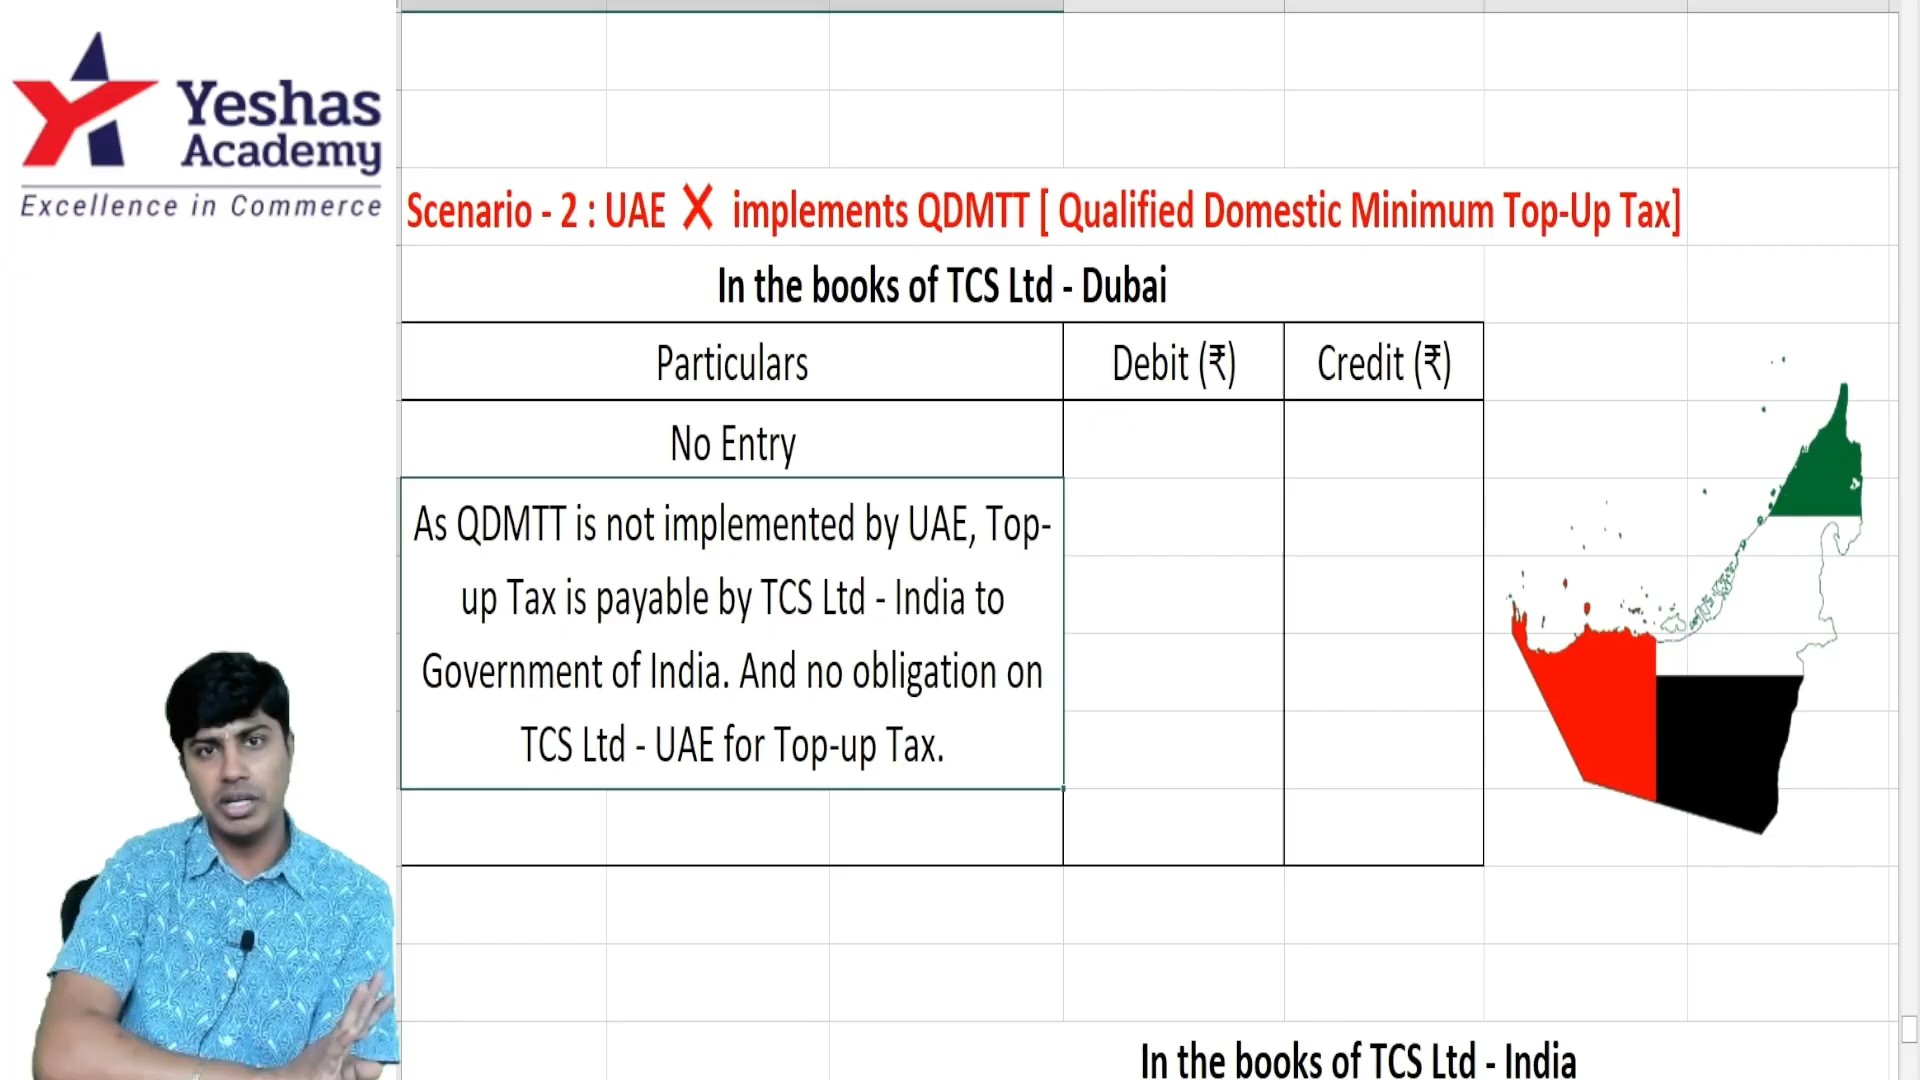 Yeshas
Academy
Excellence in Commerce
Scenario - 2 : UAE ✗ implements QDMTT [ Qualified Domestic Minimum Top-Up Tax]
In the books of TCS Ltd - Dubai
Particulars Debit (₹) Credit (₹)
No Entry
As QDMTT is not implemented by UAE, Top-
up Tax is payable by TCS Ltd - India to
Government of India. And no obligation on
TCS Ltd - UAE for Top-up Tax.
In the books of TCS Ltd - India